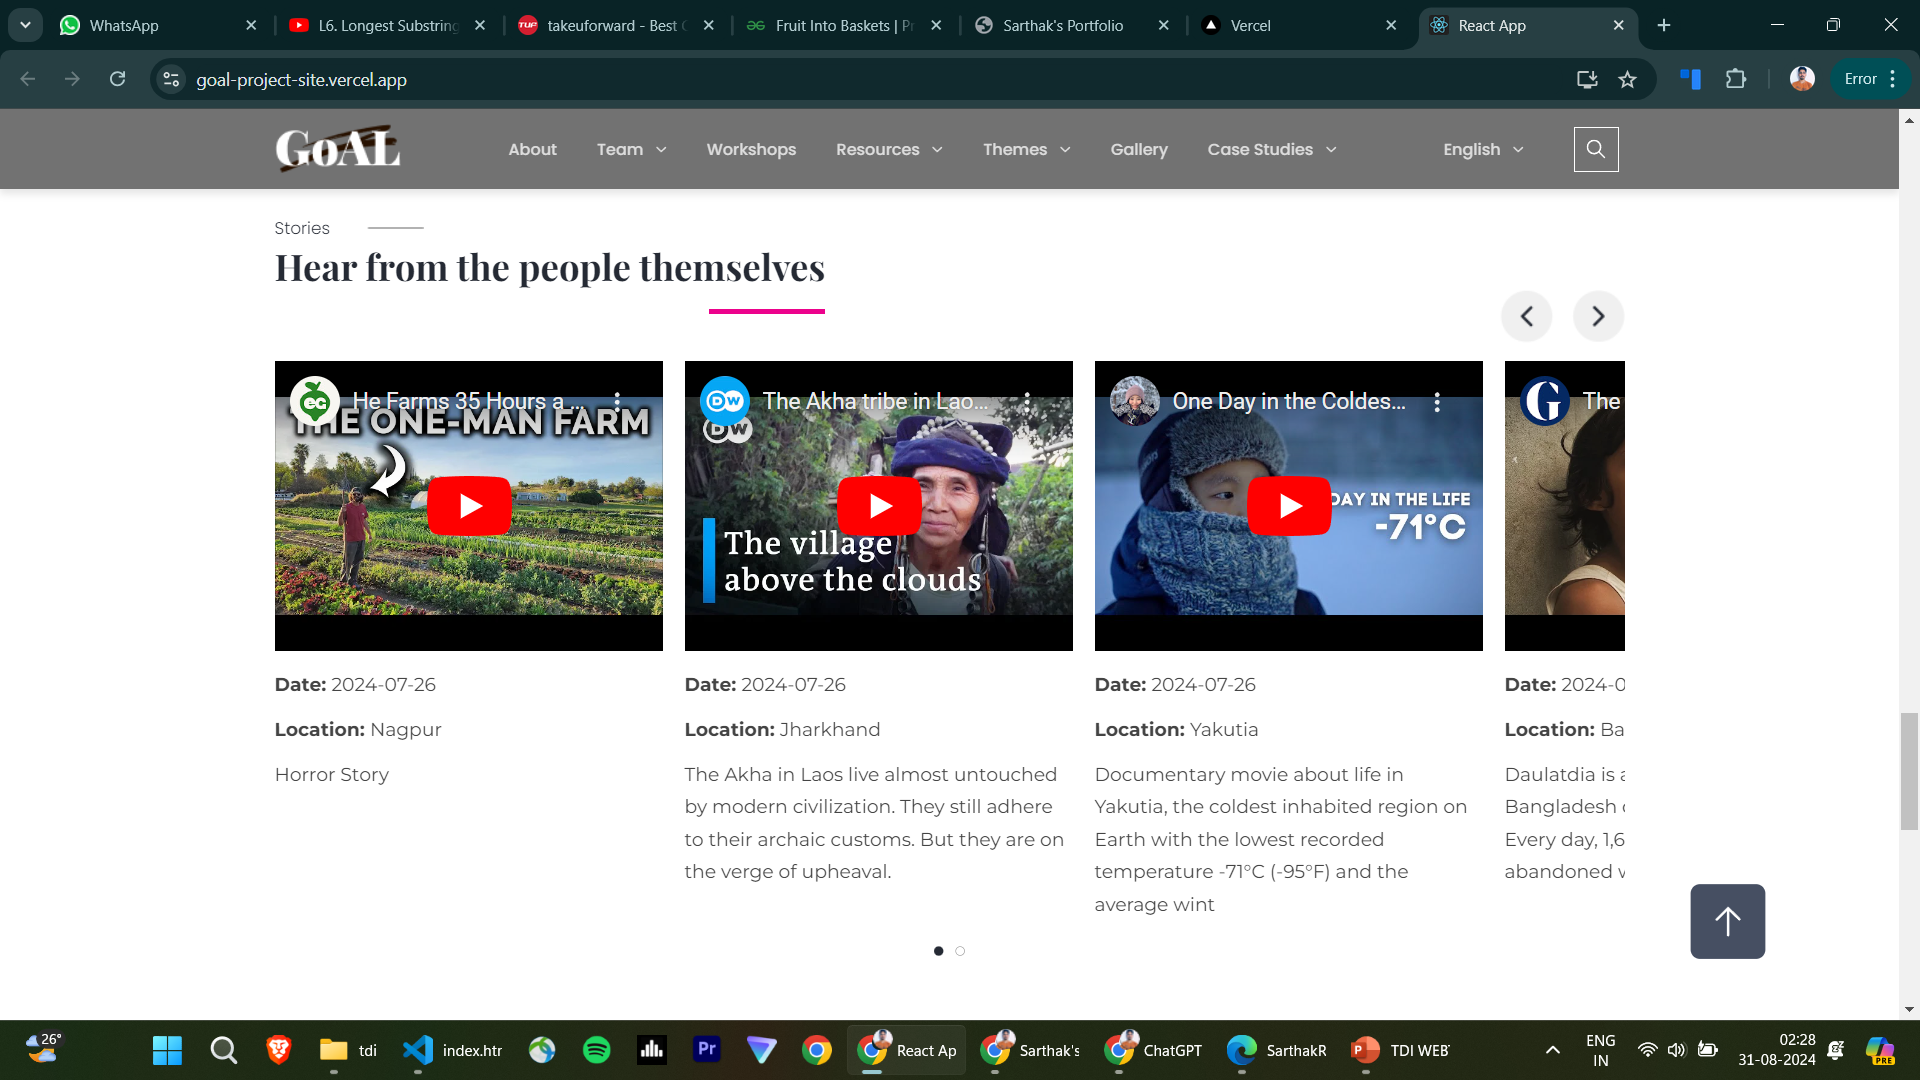 WhatsApp
L6. Longest Substring
takeuforward - Best
Fruit Into Baskets |
Sarthak's Portfolio
Vercel
React App
goal-project-site.vercel.app
Error
GoAL
About
Team
Workshops
Resources
Themes
Gallery
Case Studies
English
Stories
Hear from the people themselves
eg
He Farms 35 Hours a ...
THE ONE-MAN FARM
DW
The Akha tribe in Lao...
DW
The village
above the clouds
One Day in the Coldes...
DAY IN THE LIFE
-71°C
G
The
Date: 2024-07-26
Location: Nagpur
Horror Story
Date: 2024-07-26
Location: Jharkhand
The Akha in Laos live almost untouched
by modern civilization. They still adhere
to their archaic customs. But they are on
the verge of upheaval.
Date: 2024-07-26
Location: Yakutia
Documentary movie about life in
Yakutia, the coldest inhabited region on
Earth with the lowest recorded
temperature -71°C (-95°F) and the
average wint
Date: 2024-0
Location: Ba
Daulatdia is
Bangladesh
Every day, 1,6
abandoned
26°
tdi
index.htr
Pr
React Ap
Sarthak's
ChatGPT
SarthakR
TDI WEB
ENG
IN
02:28
31-08-2024
PRE